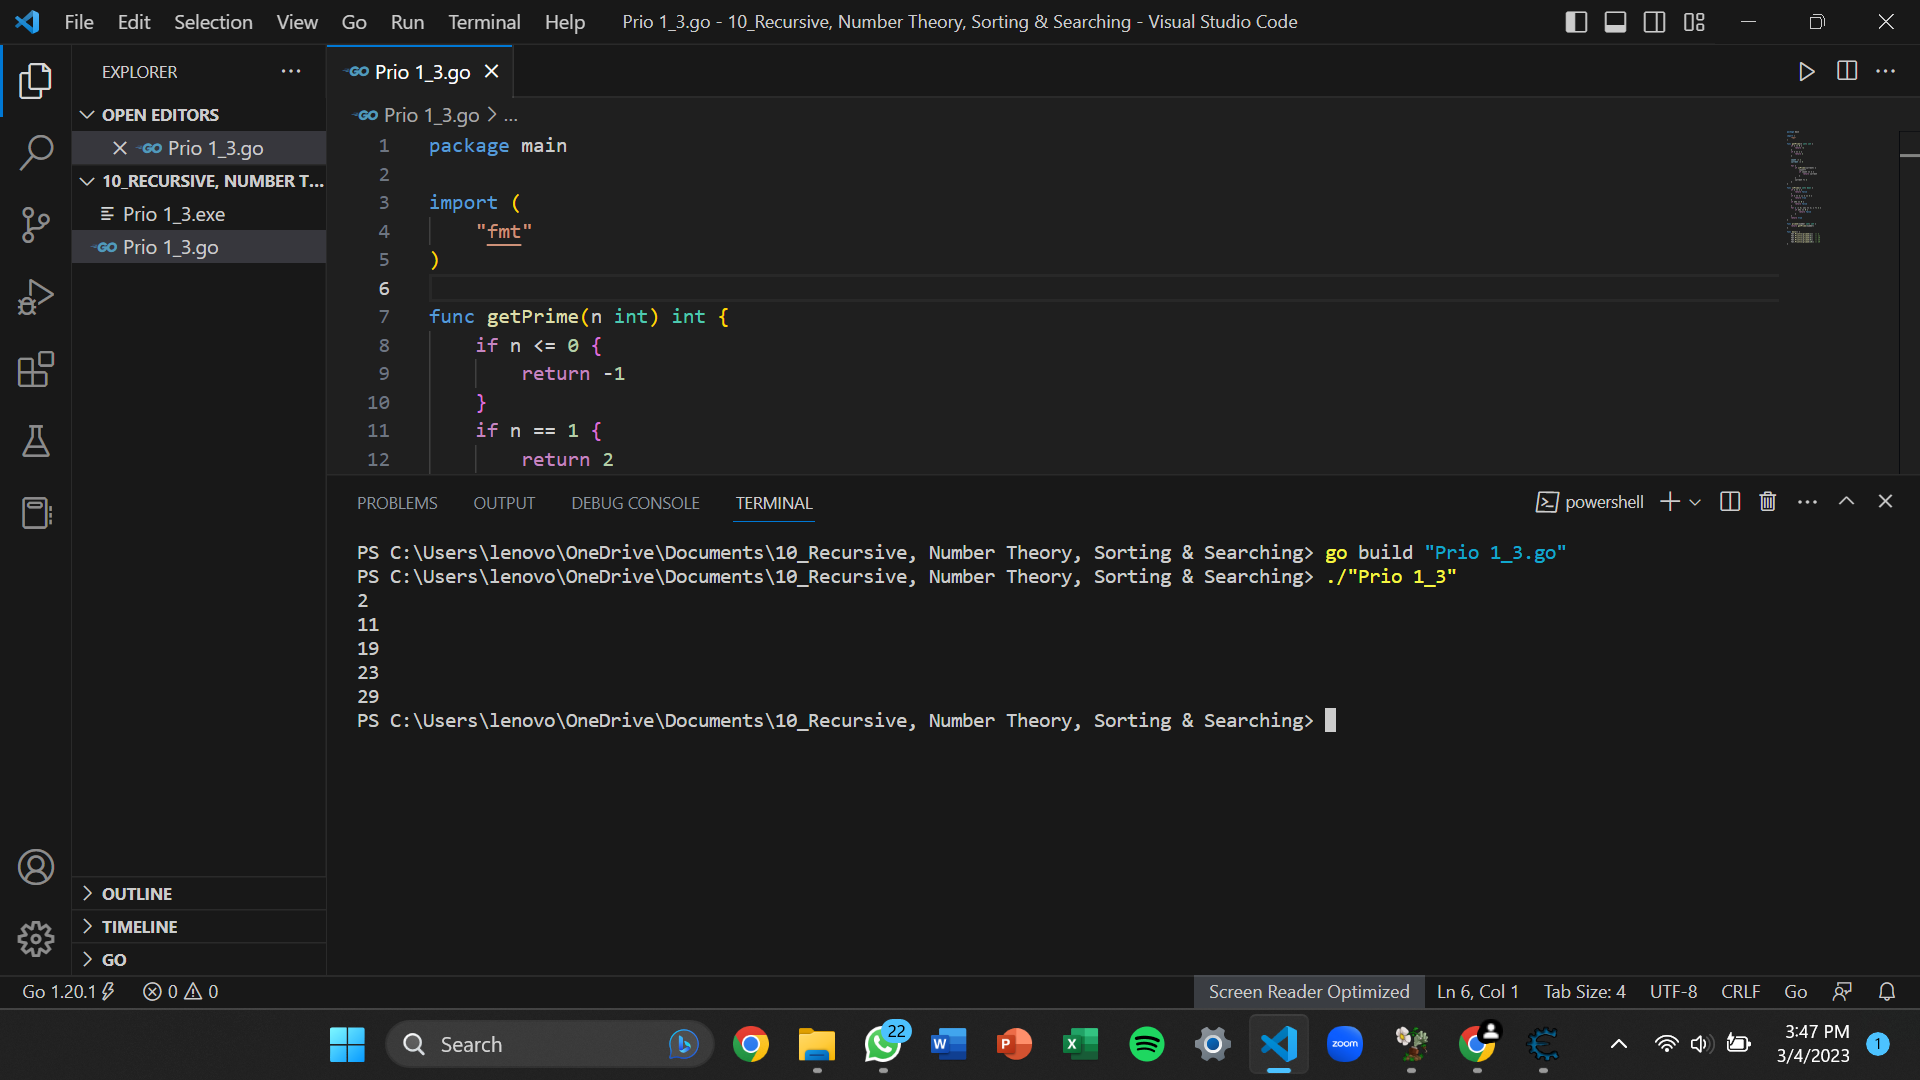 File Edit Selection View Go Run Terminal Help
Prio 1_3.go - 10_Recursive, Number Theory, Sorting & Searching - Visual Studio Code
EXPLORER
OPEN EDITORS
GO Prio 1_3.go
10_RECURSIVE, NUMBER T...
Prio 1_3.exe
GO Prio 1_3.go
OUTLINE
TIMELINE
GO
GO Prio 1_3.go
GO Prio 1_3.go > ...
1 package main
2
3 import (
4 "fmt"
5 )
6
7 func getPrime(n int) int {
8 if n <= 0 {
9 return -1
10 }
11 if n == 1 {
12 return 2
PROBLEMS OUTPUT DEBUG CONSOLE TERMINAL
powershell
PS C:\Users\lenovo\OneDrive\Documents\10_Recursive, Number Theory, Sorting & Searching> go build "Prio 1_3.go"
PS C:\Users\lenovo\OneDrive\Documents\10_Recursive, Number Theory, Sorting & Searching> ./"Prio 1_3"
2
11
19
23
29
PS C:\Users\lenovo\OneDrive\Documents\10_Recursive, Number Theory, Sorting & Searching>
Go 1.20.1 0 0
Screen Reader Optimized Ln 6, Col 1 Tab Size: 4 UTF-8 CRLF Go
Search
22
W
P
X
zoom
3:47 PM
3/4/2023
1